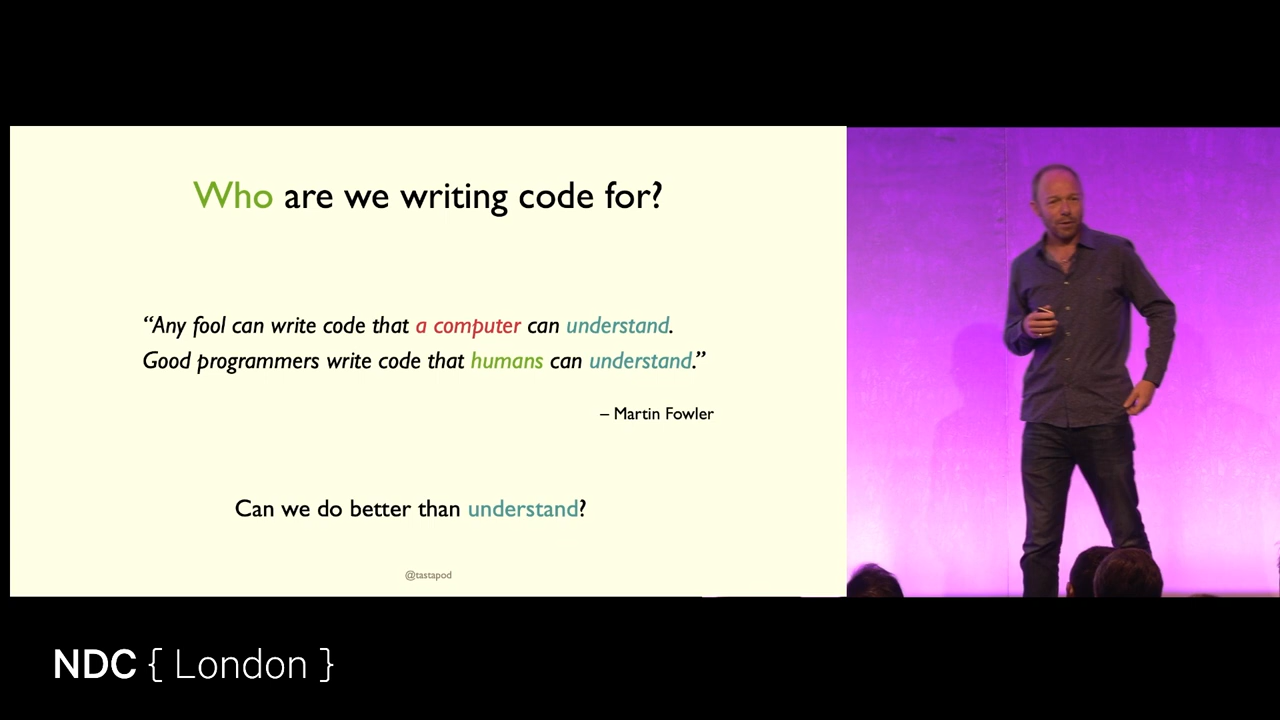 Who are we writing code for?
“Any fool can write code that a computer can understand.
Good programmers write code that humans can understand.”
– Martin Fowler
Can we do better than understand?
@tastapod
NDC { London }